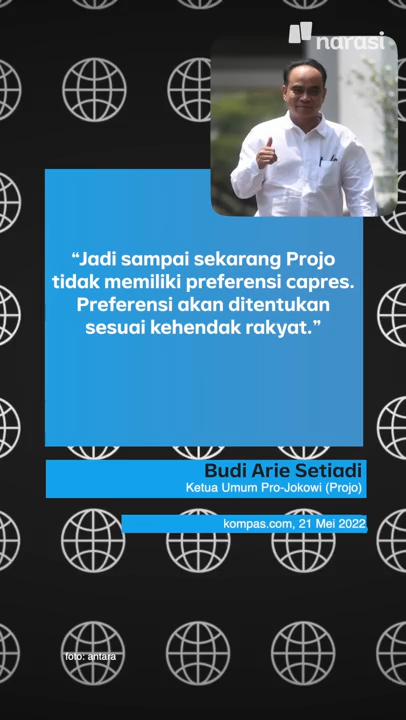 narasi
“Jadi sampai sekarang Projo
tidak memiliki preferensi capres.
Preferensi akan ditentukan
sesuai kehendak rakyat.”
Budi Arie Setiadi
Ketua Umum Pro-Jokowi (Projo)
kompas.com, 21 Mei 2022
foto: antara